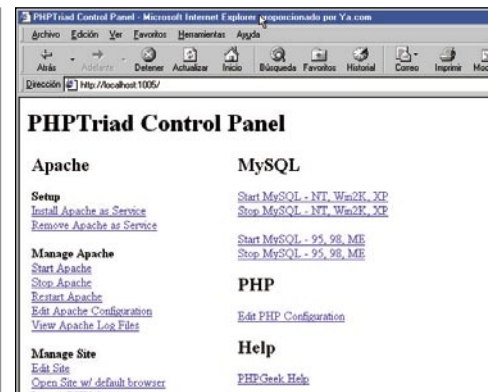 PHPTriad Control Panel - Microsoft Internet Explorer proporcionado por Ya.com
Archivo Edición Ver Favoritos Herramientas Ayuda
Atrás Adelante Detener Actualizar Inicio Búsqueda Favoritos Historial Correo Imprimir
Dirección http://localhost:1005/
PHPTriad Control Panel
Apache
Setup
Install Apache as Service
Remove Apache as Service
Manage Apache
Start Apache
Stop Apache
Restart Apache
Edit Apache Configuration
View Apache Log Files
Manage Site
Edit Site
Open Site w/ default browser
MySQL
Start MySQL - NT, Win2K, XP
Stop MySQL - NT, Win2K, XP
Start MySQL - 95, 98, ME
Stop MySQL - 95, 98, ME
PHP
Edit PHP Configuration
Help
PHPGeek Help